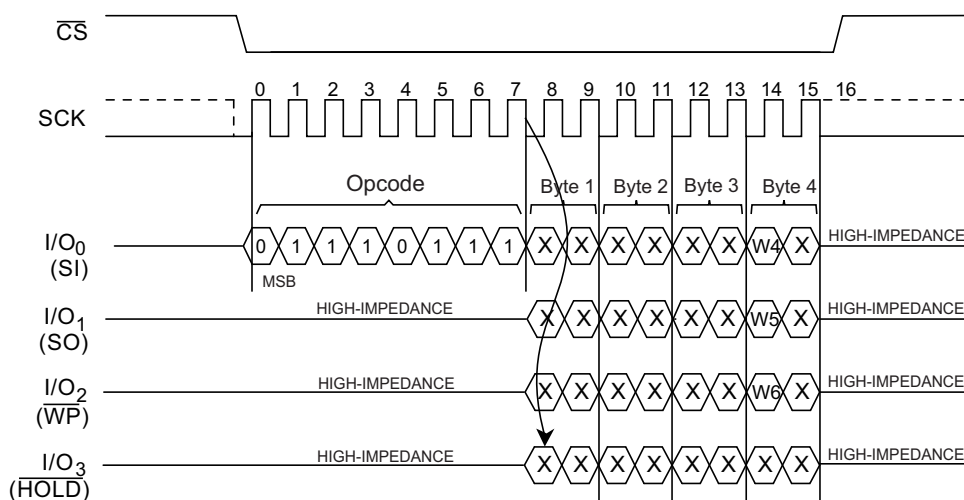 CS
0 1 2 3 4 5 6 7 8 9 10 11 12 13 14 15 16
SCK
Opcode Byte 1 Byte 2 Byte 3 Byte 4
I/O0 0 1 1 1 0 1 1 1 X X X X X X W4 X HIGH-IMPEDANCE
(SI)
MSB
I/O1 HIGH-IMPEDANCE X X X X X X W5 X HIGH-IMPEDANCE
(SO)
I/O2 HIGH-IMPEDANCE X X X X X X W6 X HIGH-IMPEDANCE
(WP)
I/O3 HIGH-IMPEDANCE X X X X X X X X HIGH-IMPEDANCE
(HOLD)